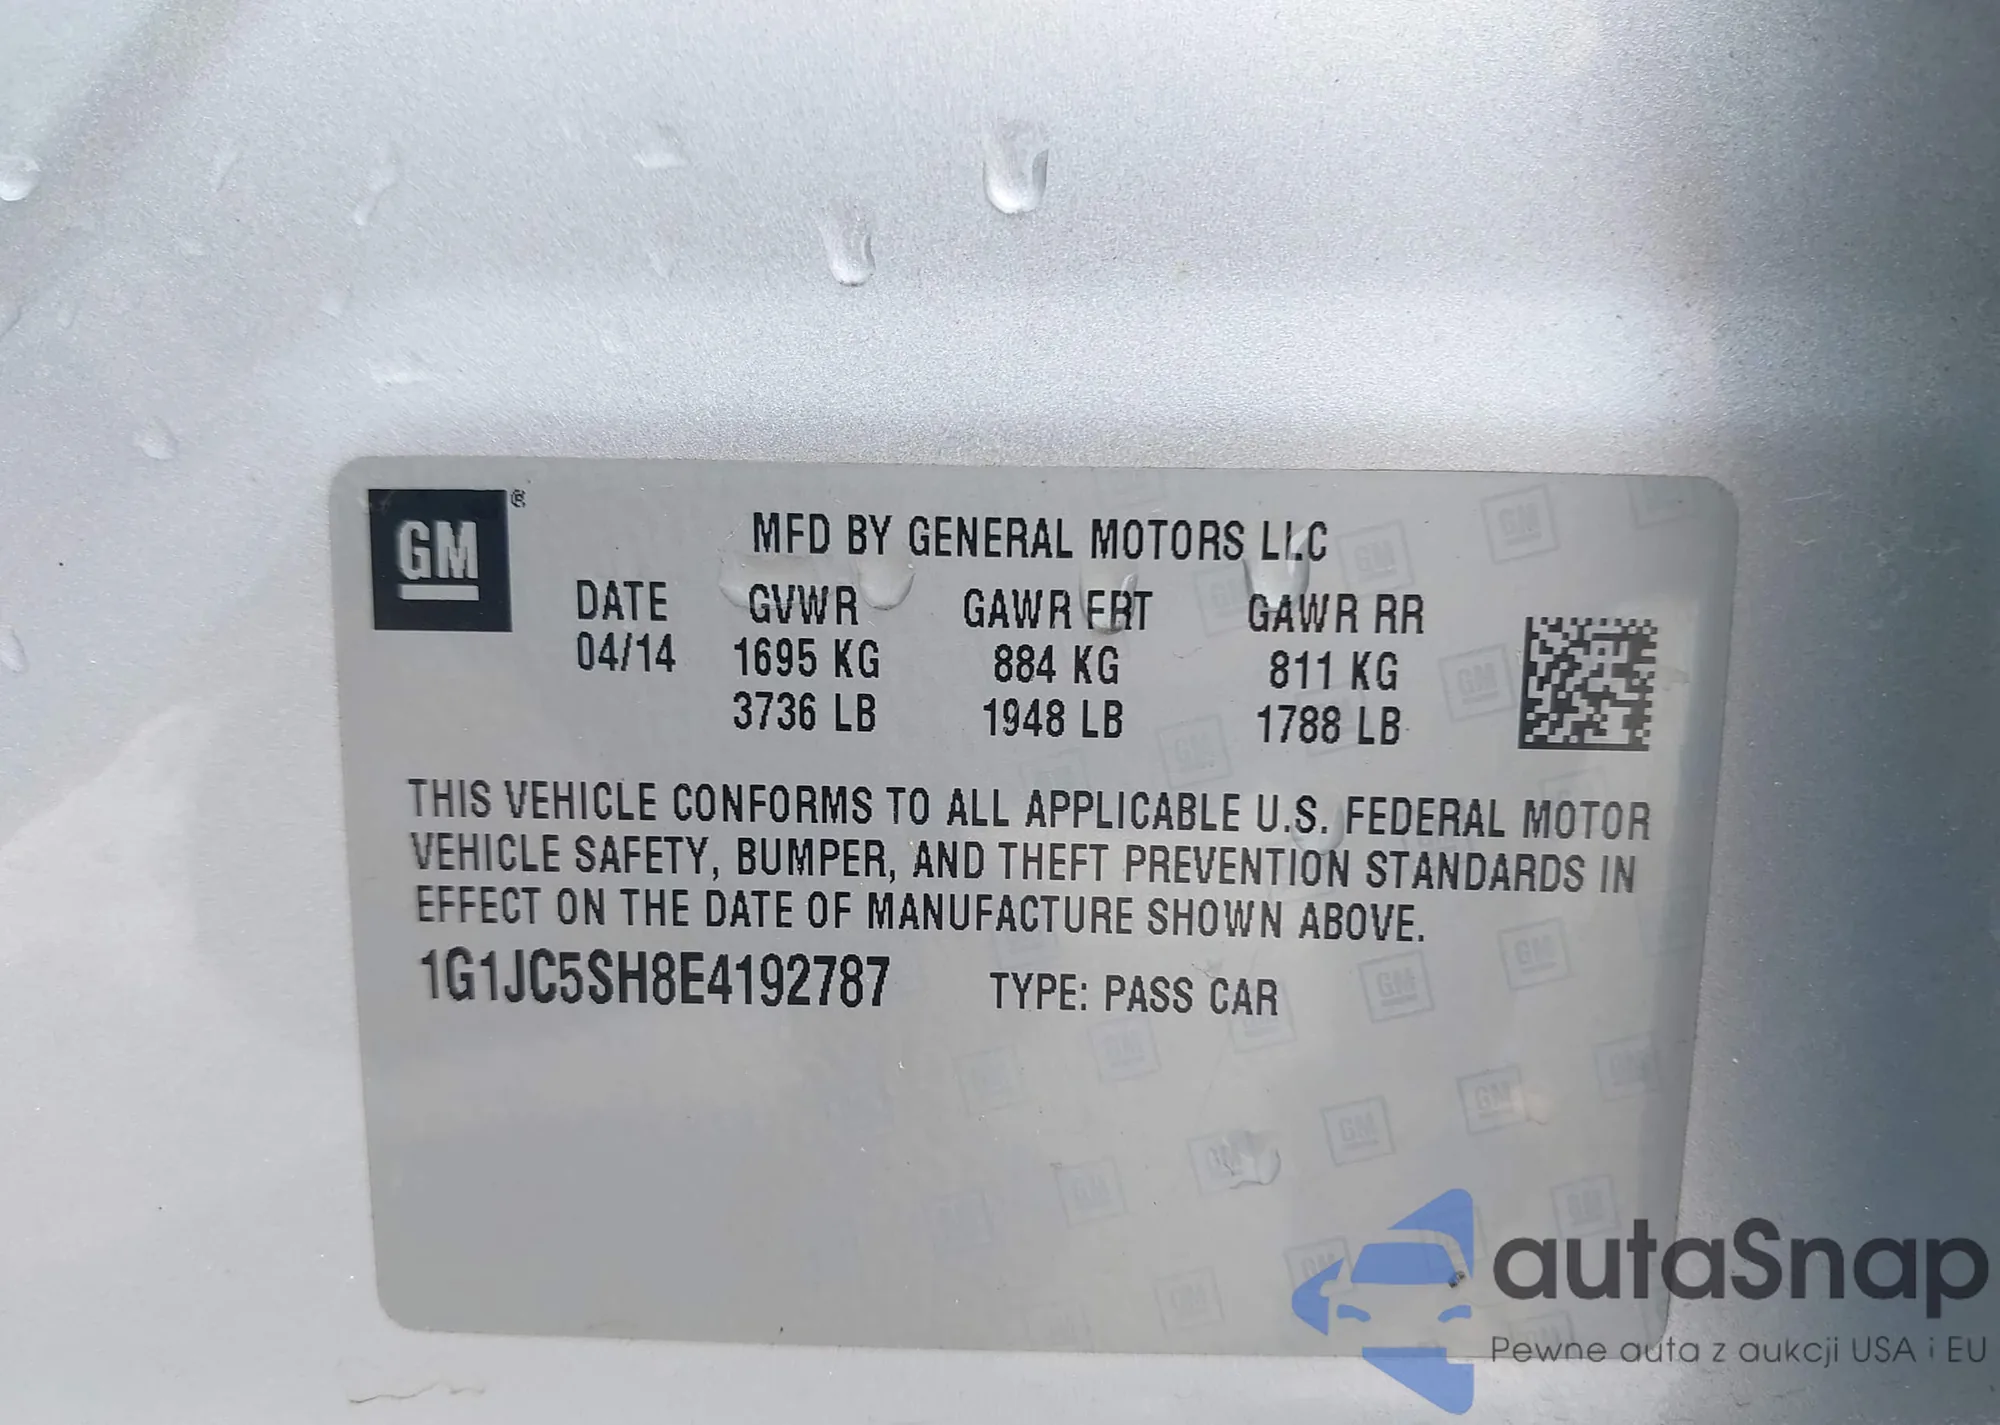 GM ®
MFD BY GENERAL MOTORS LLC
DATE GVWR GAWR FRT GAWR RR
04/14 1695 KG 884 KG 811 KG
3736 LB 1948 LB 1788 LB
THIS VEHICLE CONFORMS TO ALL APPLICABLE U.S. FEDERAL MOTOR
VEHICLE SAFETY, BUMPER, AND THEFT PREVENTION STANDARDS IN
EFFECT ON THE DATE OF MANUFACTURE SHOWN ABOVE.
1G1JC5SH8E4192787 TYPE: PASS CAR
autaSnap
Pewne auta z aukcji USA i EU